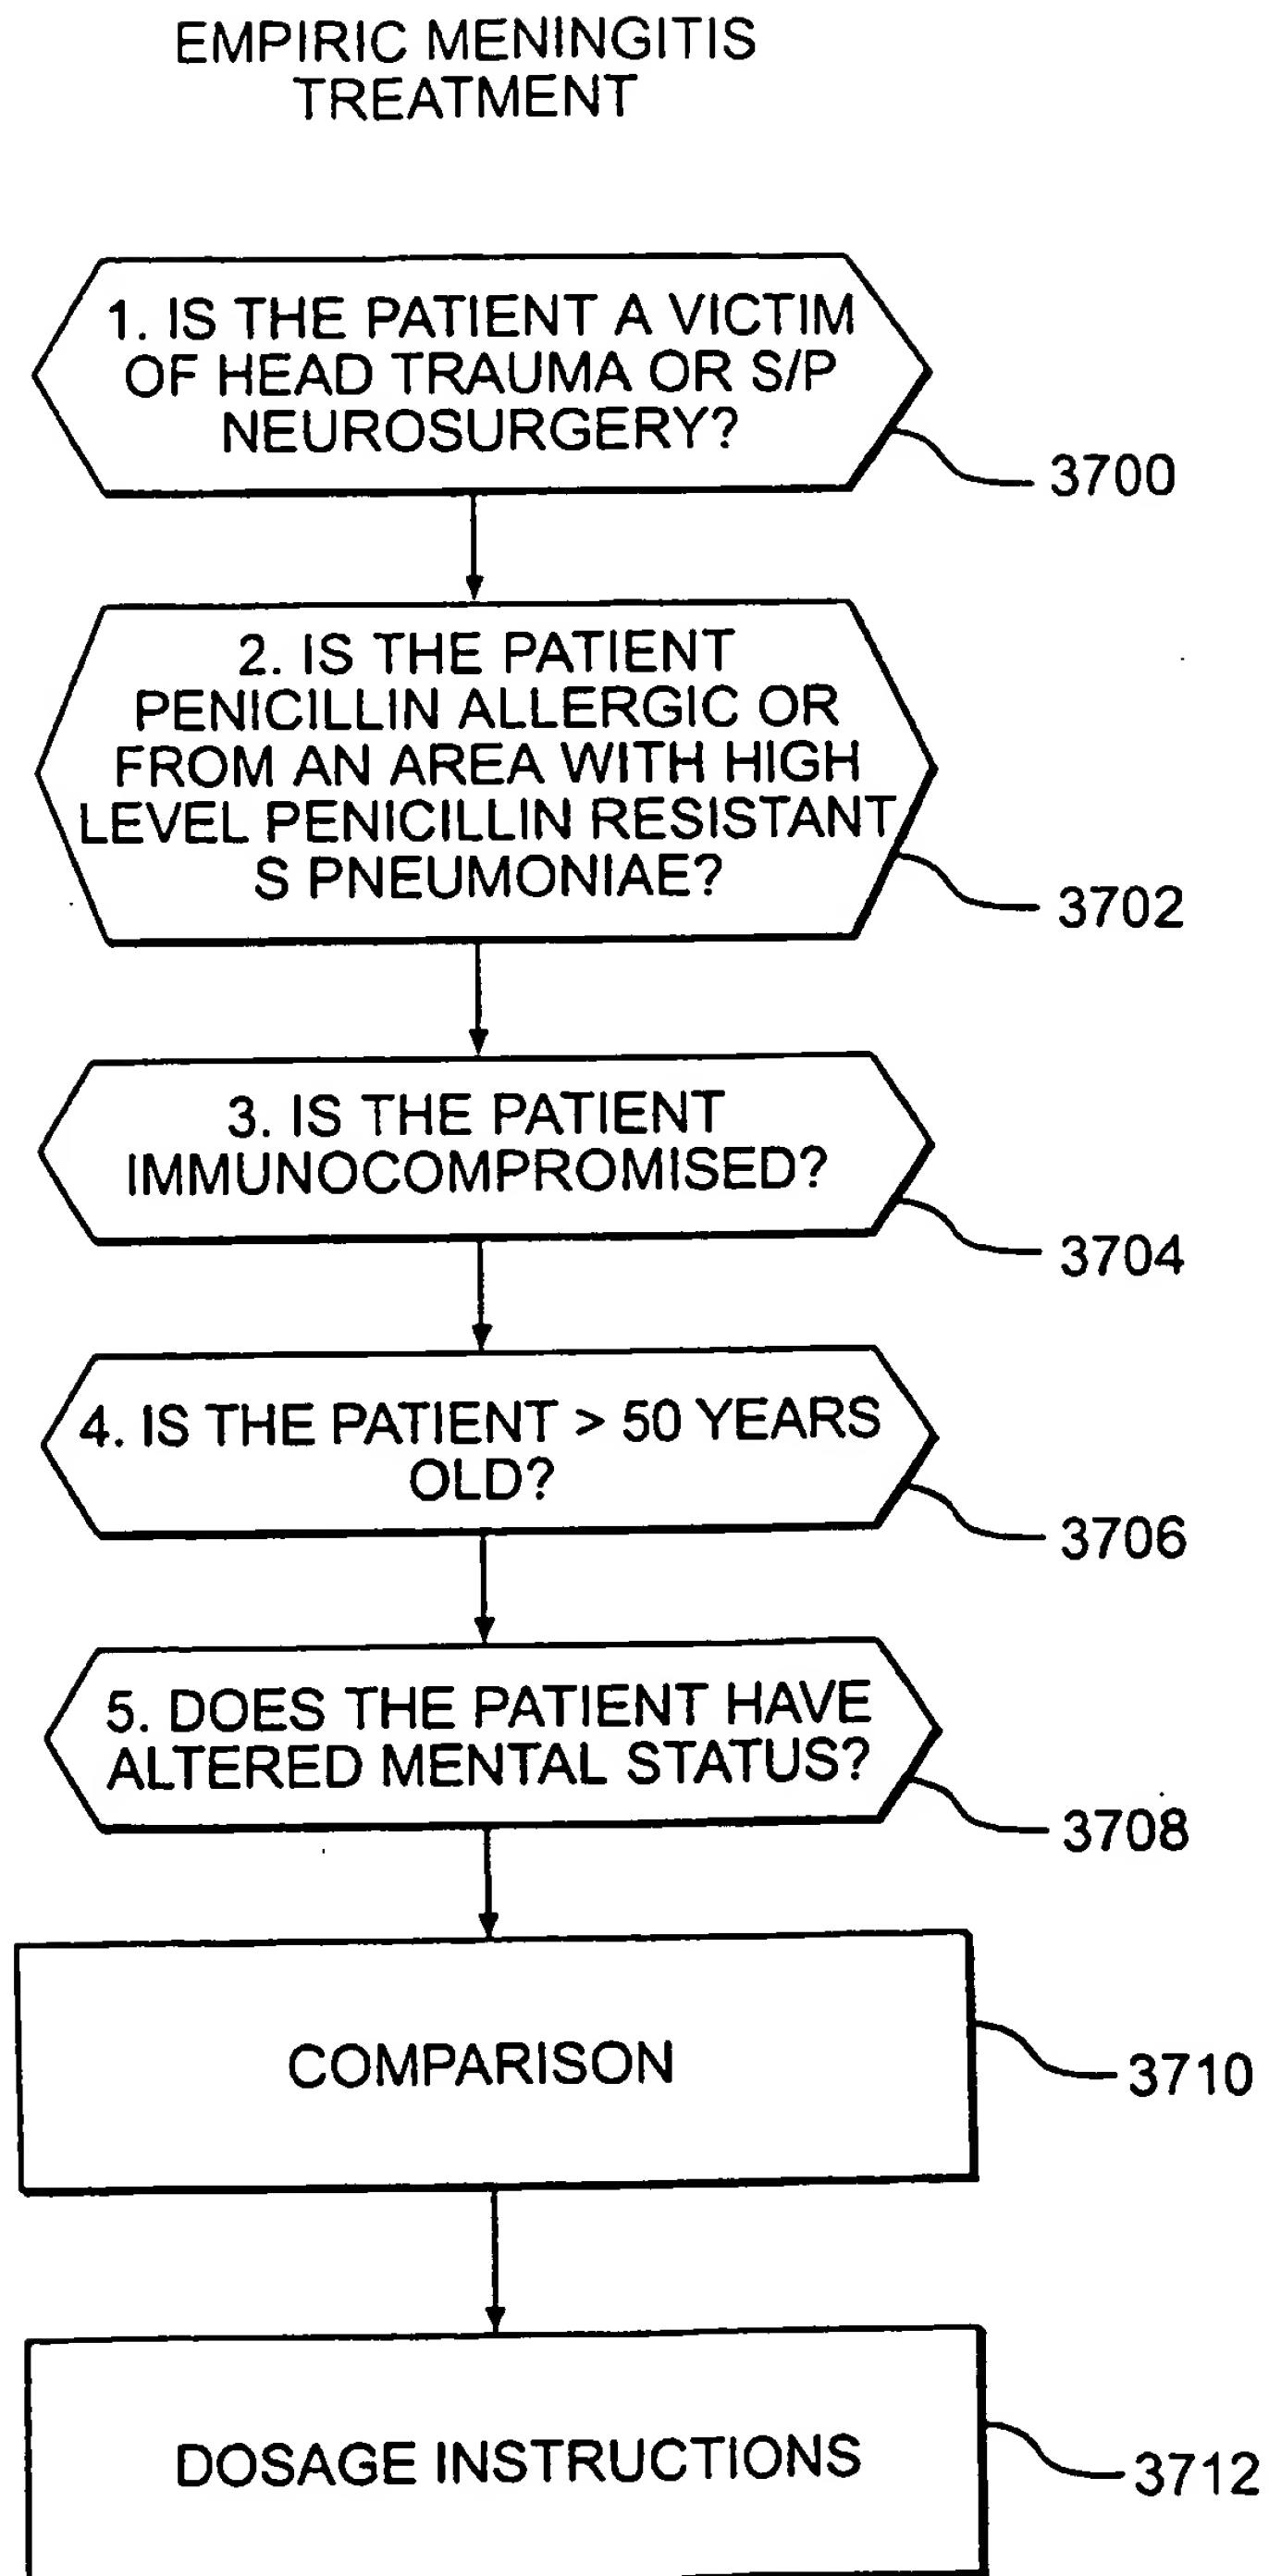 EMPIRIC MENINGITIS
TREATMENT
1. IS THE PATIENT A VICTIM
OF HEAD TRAUMA OR S/P
NEUROSURGERY?
3700
2. IS THE PATIENT
PENICILLIN ALLERGIC OR
FROM AN AREA WITH HIGH
LEVEL PENICILLIN RESISTANT
S PNEUMONIAE?
3702
3. IS THE PATIENT
IMMUNOCOMPROMISED?
3704
4. IS THE PATIENT > 50 YEARS
OLD?
3706
5. DOES THE PATIENT HAVE
ALTERED MENTAL STATUS?
3708
COMPARISON
3710
DOSAGE INSTRUCTIONS
3712